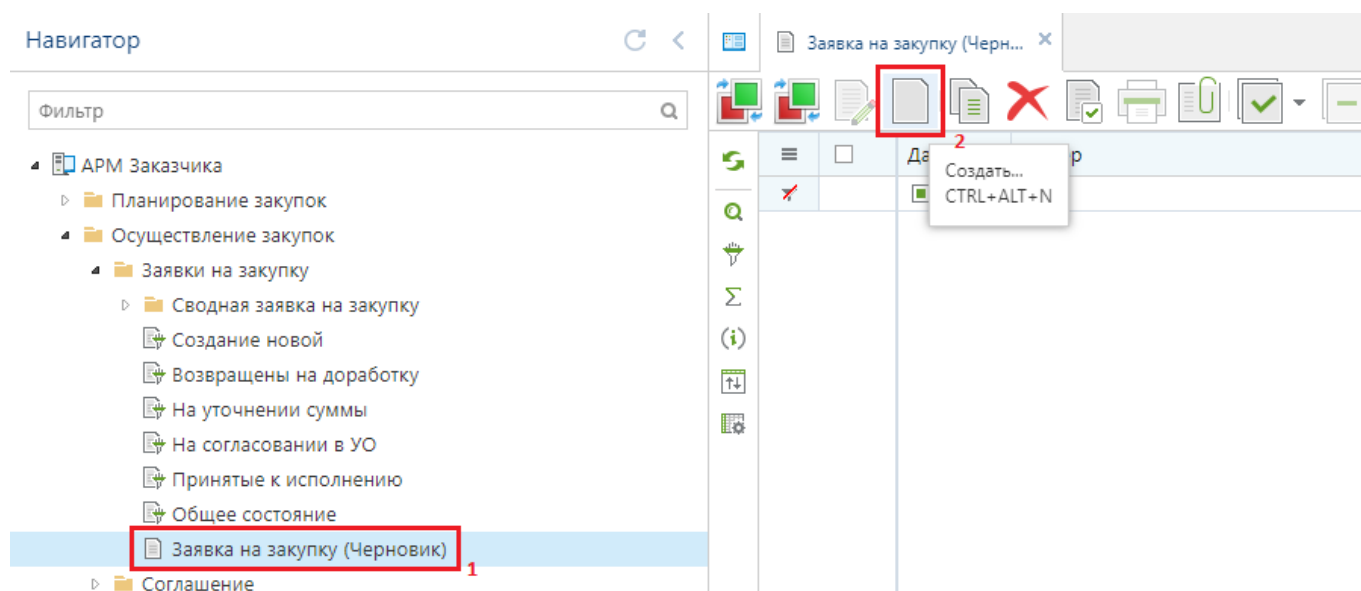 Навигатор
Фильтр
АРМ Заказчика
Планирование закупок
Осуществление закупок
Заявки на закупку
Сводная заявка на закупку
Создание новой
Возвращены на доработку
На уточнении суммы
На согласовании в УО
Принятые к исполнению
Общее состояние
Заявка на закупку (Черновик)
1
Соглашение
Заявка на закупку (Черн...
2
Создать...
CTRL+ALT+N